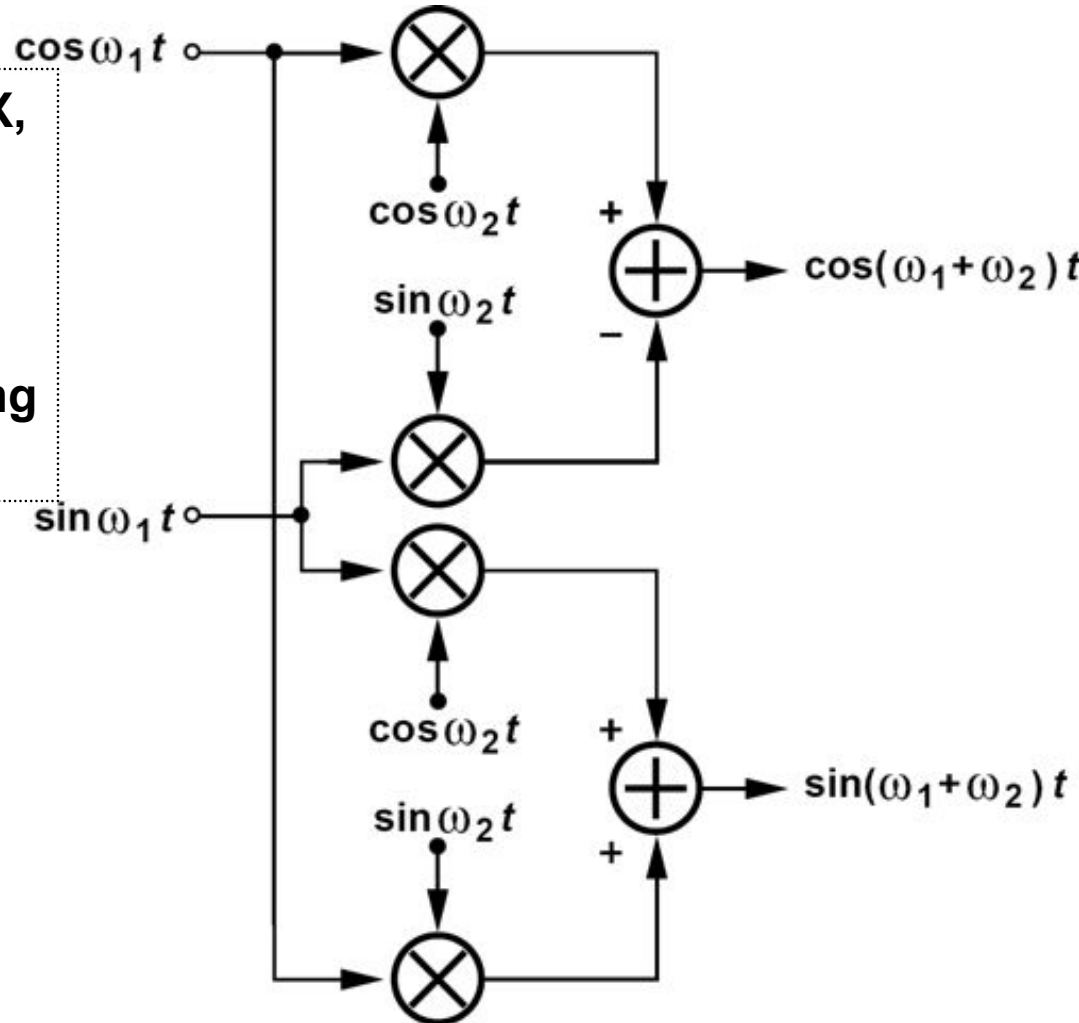 cos ω₁ t
X,
cos ω₂ t
+
cos(ω₁+ω₂) t
sin ω₂ t
−
ng
sin ω₁ t
cos ω₂ t
+
sin(ω₁+ω₂) t
sin ω₂ t
+